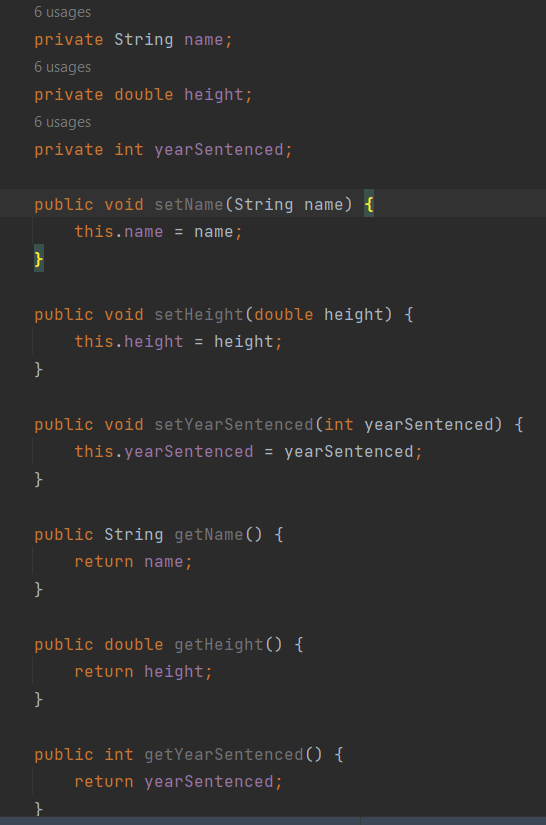 6 usages
private String name;
6 usages
private double height;
6 usages
private int yearSentenced;
public void setName(String name) {
this.name = name;
}
public void setHeight(double height) {
this.height = height;
}
public void setYearSentenced(int yearSentenced) {
this.yearSentenced = yearSentenced;
}
public String getName() {
return name;
}
public double getHeight() {
return height;
}
public int getYearSentenced() {
return yearSentenced;
}